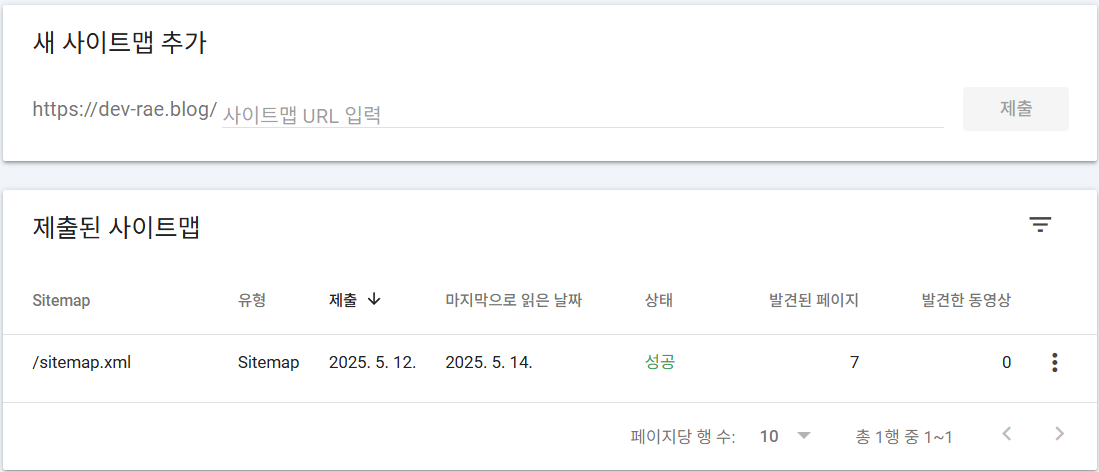 새 사이트맵 추가
https://dev-rae.blog/ 사이트맵 URL 입력 제출
제출된 사이트맵
Sitemap 유형 제출 마지막으로 읽은 날짜 상태 발견된 페이지 발견한 동영상
/sitemap.xml Sitemap 2025. 5. 12. 2025. 5. 14. 성공 7 0
페이지당 행 수: 10 총 1행 중 1~1